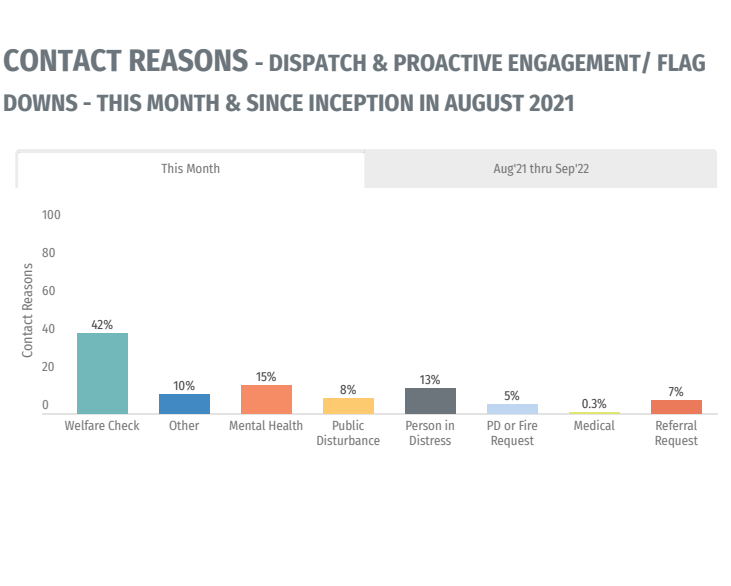 CONTACT REASONS - DISPATCH & PROACTIVE ENGAGEMENT/ FLAG
DOWNS - THIS MONTH & SINCE INCEPTION IN AUGUST 2021
This Month
Aug'21 thru Sep'22
Contact Reasons
100
80
60
40
20
0
42%
10%
15%
8%
13%
5%
0.3%
7%
Welfare Check
Other
Mental Health
Public
Disturbance
Person in
Distress
PD or Fire
Request
Medical
Referral
Request